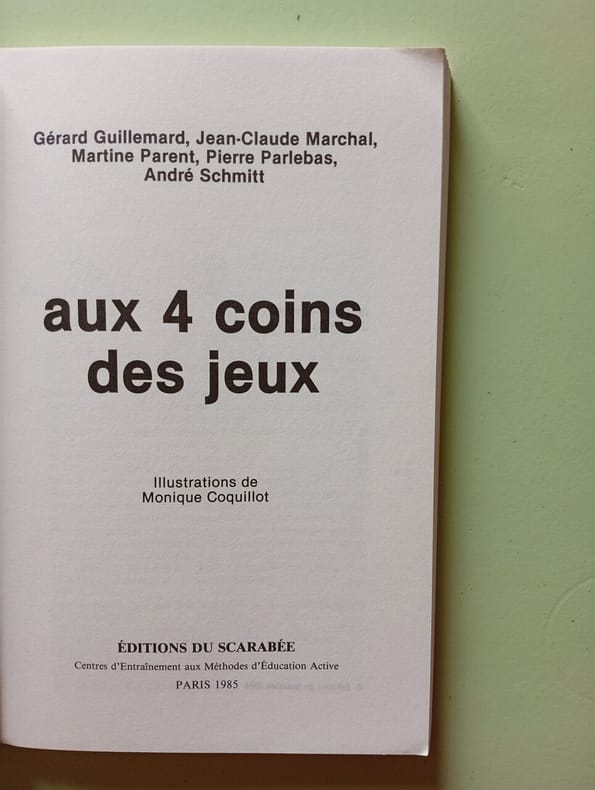 Gérard Guillemard, Jean-Claude Marchal,
Martine Parent, Pierre Parlebas,
André Schmitt
aux 4 coins
des jeux
Illustrations de
Monique Coquillot
ÉDITIONS DU SCARABÉE
Centres d'Entraînement aux Méthodes d'Éducation Active
PARIS 1985